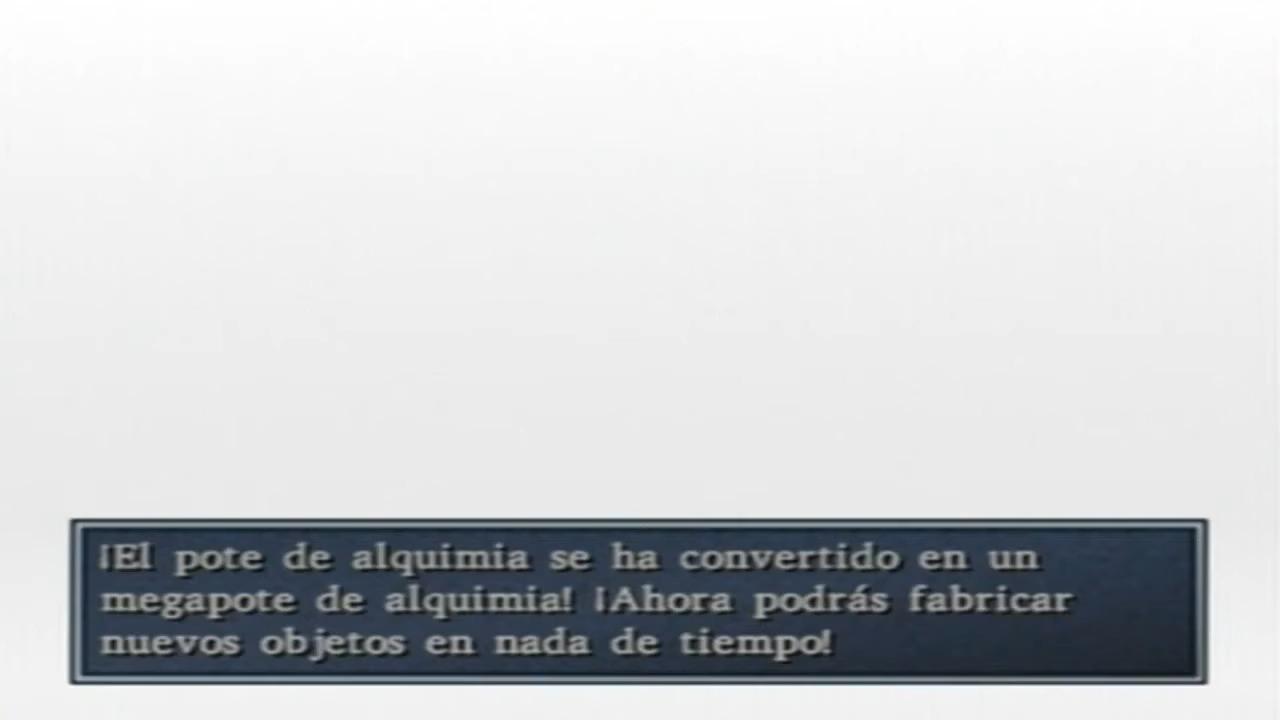 ¡El pote de alquimia se ha convertido en un
megapote de alquimia! ¡Ahora podrás fabricar
nuevos objetos en nada de tiempo!